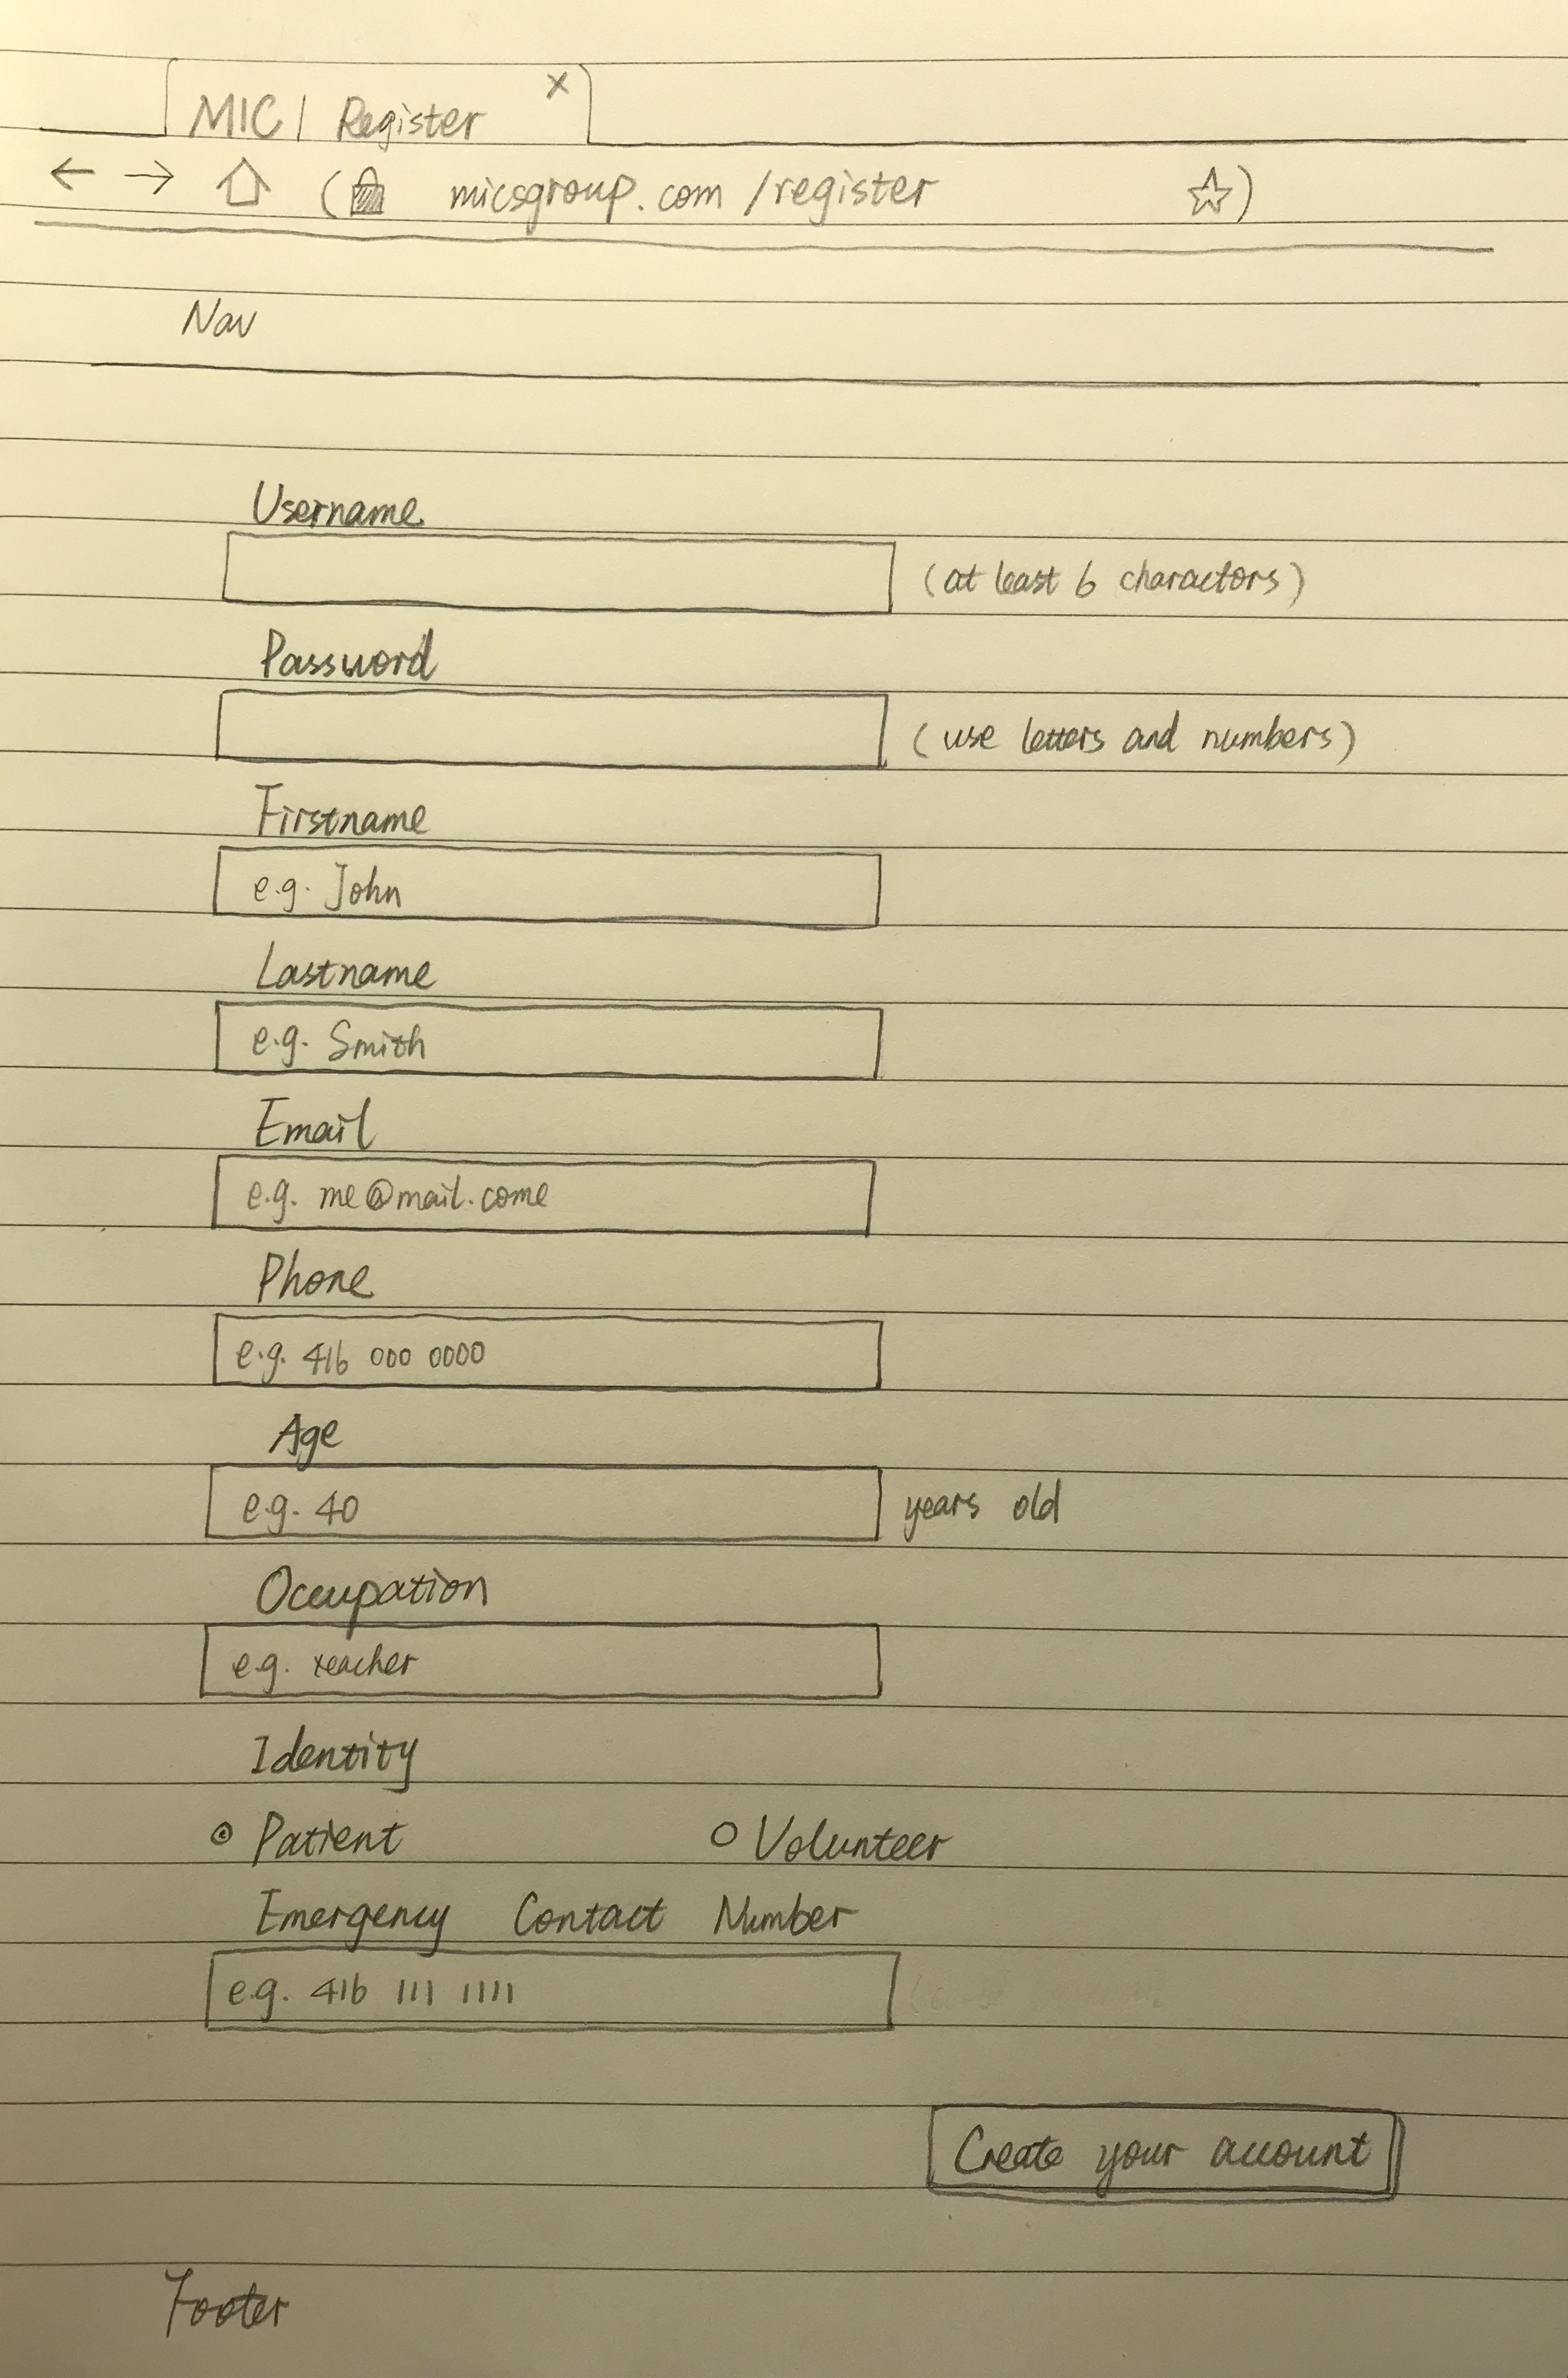 MIC | Register x
micsgroup.com /register
Nav
Username
(at least 6 charactors)
Password
(use letters and numbers)
Firstname
e.g. John
Lastname
e.g. Smith
Email
e.g. me@mail.come
Phone
e.g. 416 000 0000
Age
e.g. 40 years old
Occupation
e.g. teacher
Identity
Patient Volunteer
Emergency Contact Number
e.g. 416 111 1111
Create your account
Footer